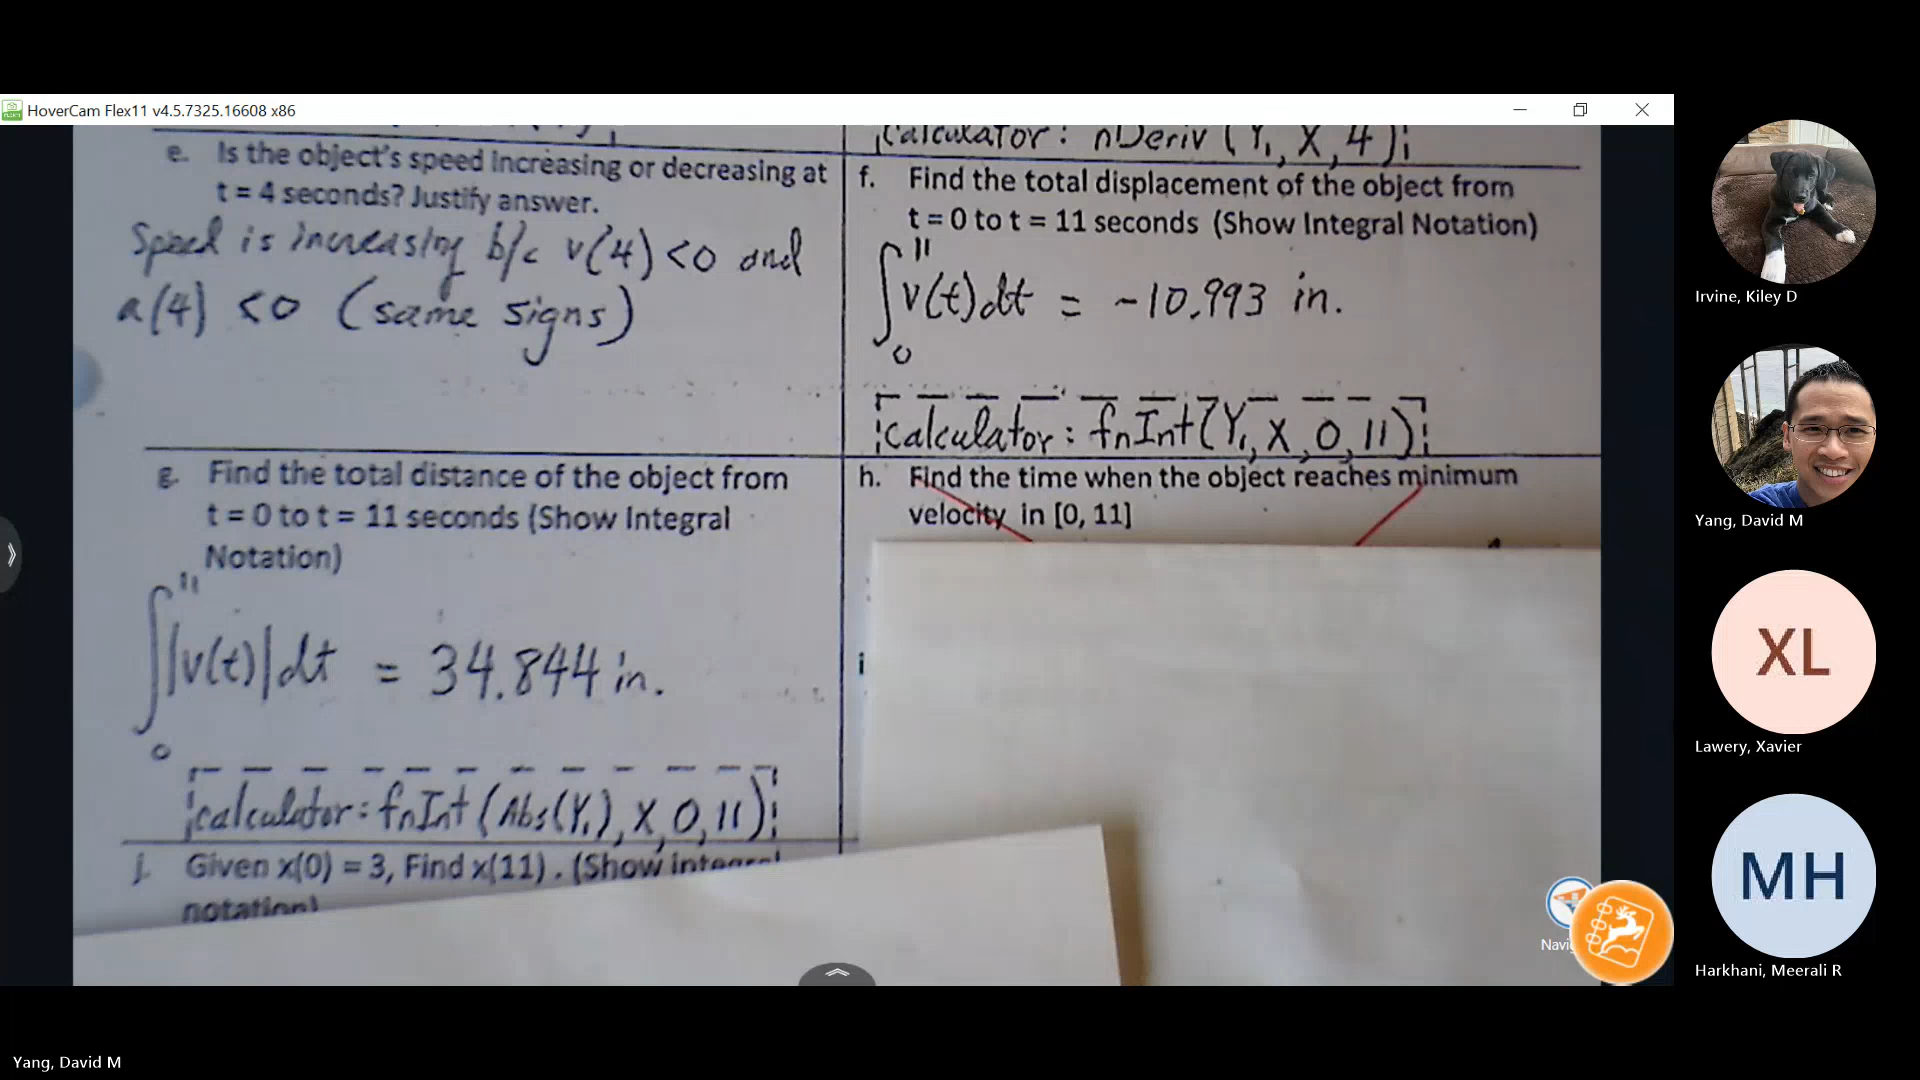 HoverCam Flex11 v4.5.7325.16608 x86
Calculator: nDeriv (Y₁, X, 4)
e. Is the object's speed increasing or decreasing at
t = 4 seconds? Justify answer.
Speed is increasing b/c v(4) <0 and
a(4) <0 (same signs)
f. Find the total displacement of the object from
t = 0 to t = 11 seconds (Show Integral Notation)
∫₀¹¹ v(t)dt = -10.993 in.
calculator: fnInt(Y₁, X, 0, 11)
g. Find the total distance of the object from
t = 0 to t = 11 seconds (Show Integral
Notation)
∫₀¹¹ |v(t)|dt = 34.844 in.
calculator: fnInt (Abs(Y₁), X, 0, 11)
h. Find the time when the object reaches minimum
velocity in [0, 11]
i
j. Given x(0) = 3, Find x(11). (Show integral
notation)
Navi
Irvine, Kiley D
Yang, David M
XL
Lawery, Xavier
MH
Harkhani, Meerali R
Yang, David M